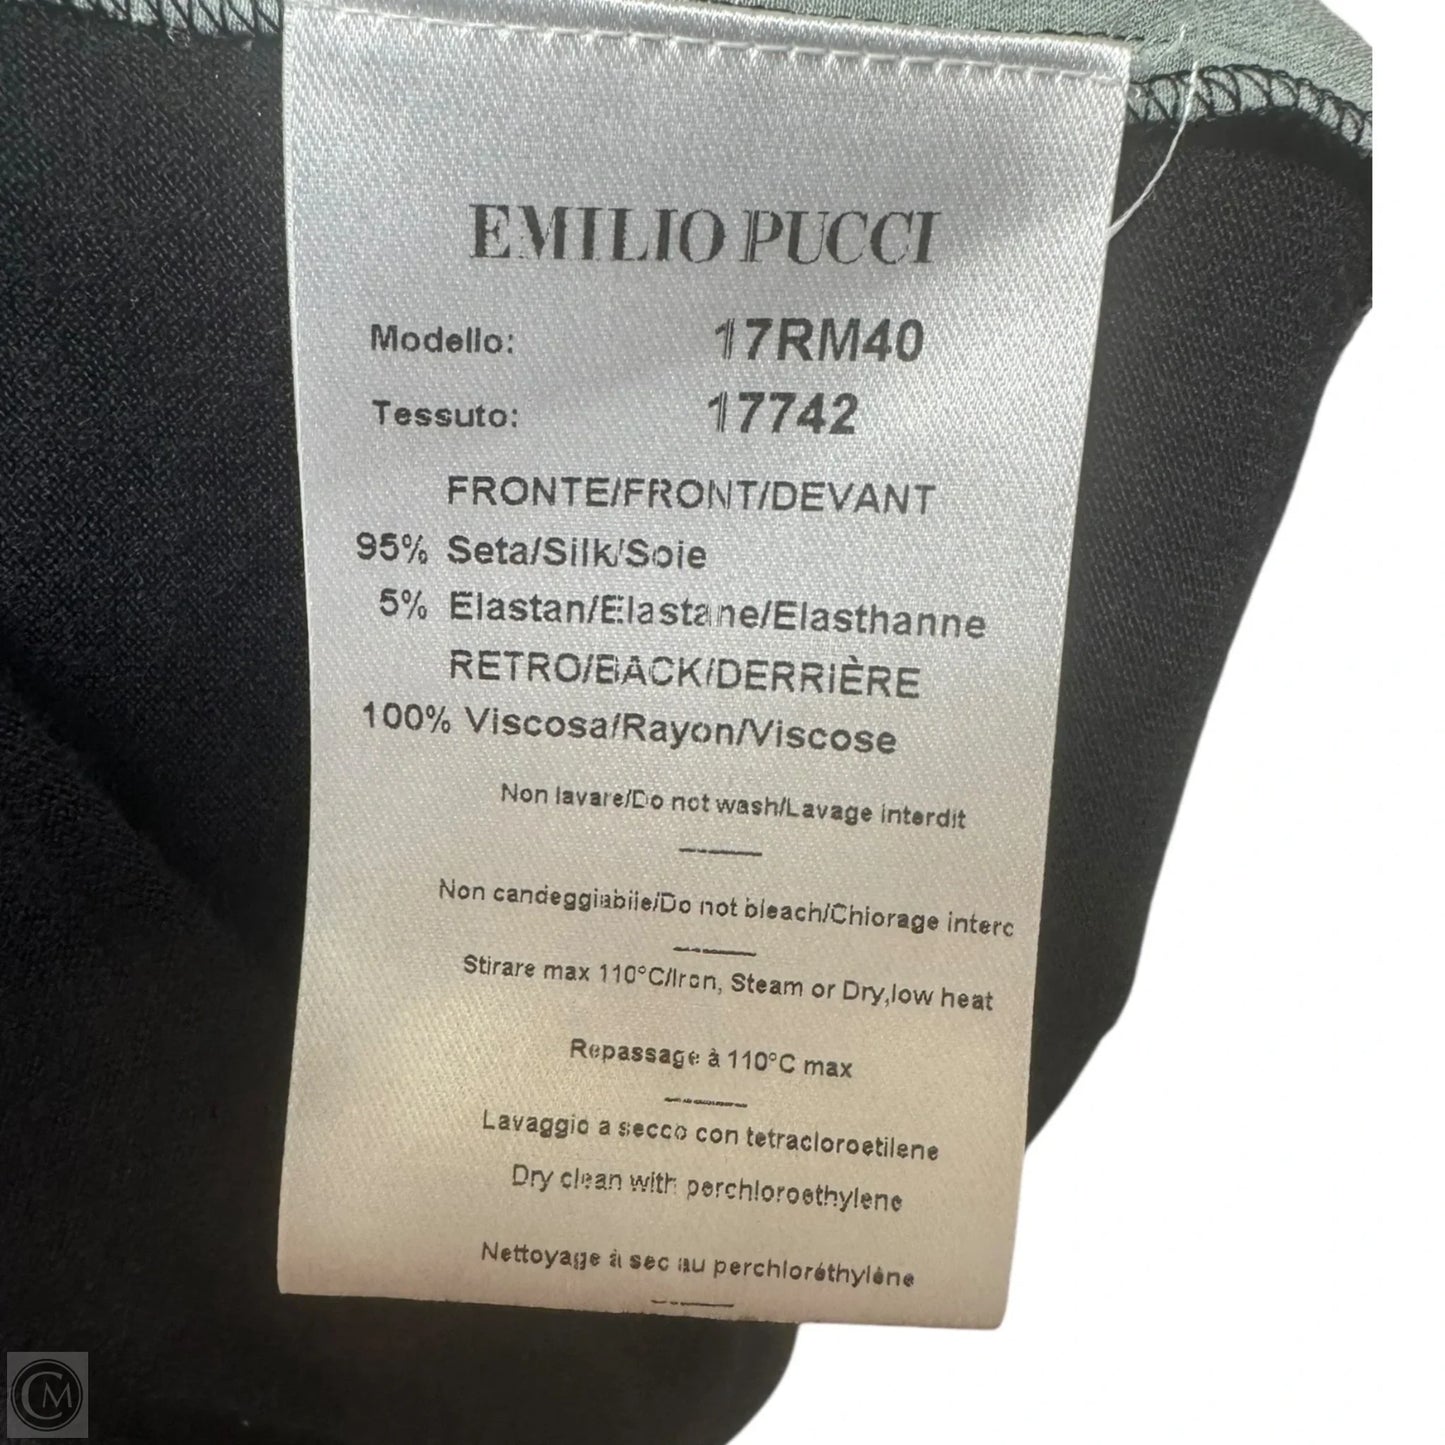 EMILIO PUCCI
Modello: 17RM40
Tessuto: 17742
FRONTE/FRONT/DEVANT
95% Seta/Silk/Soie
5% Elastan/Elastane/Elasthanne
RETRO/BACK/DERRIÈRE
100% Viscosa/Rayon/Viscose
Non lavare/Do not wash/Lavage interdit
Non candeggiabile/Do not bleach/Chlorage interc
Stirare max 110°C/Iron, Steam or Dry,low heat
Repassage à 110°C max
Lavaggio a secco con tetracloroetilene
Dry clean with perchloroethylene
Nettoyage à sec au perchloréthylène
CM